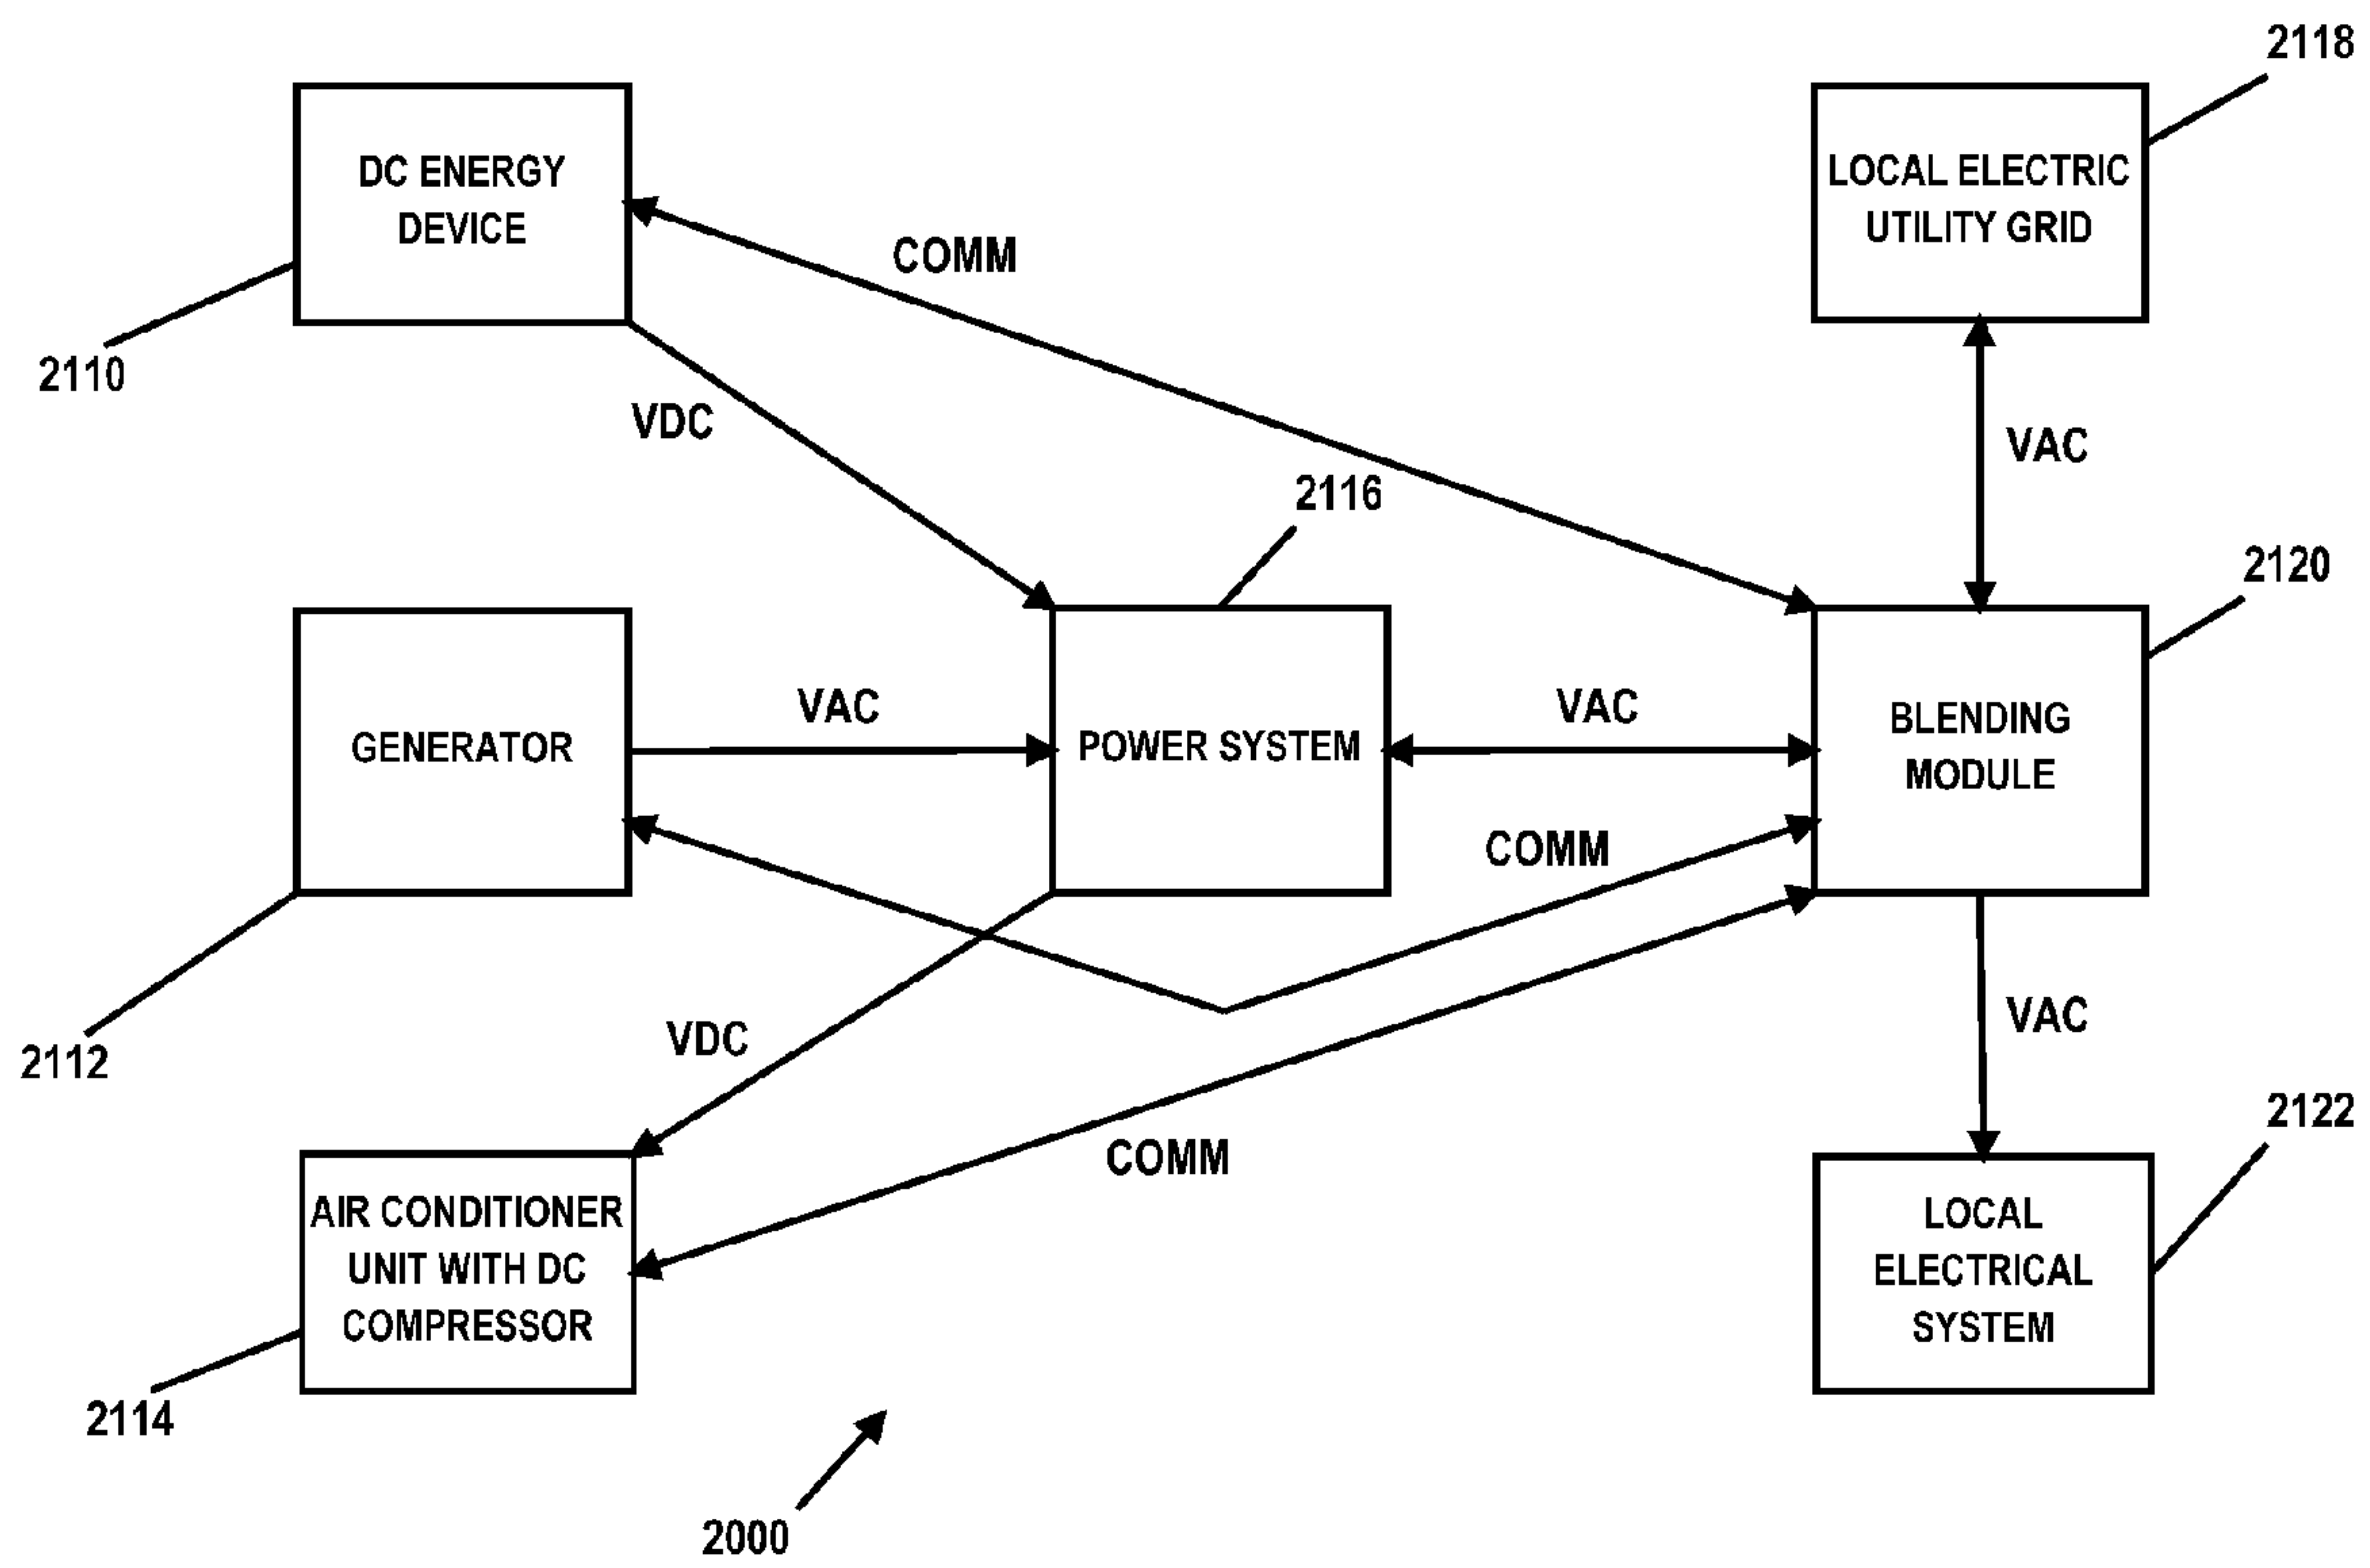 2118
DC ENERGY
DEVICE
LOCAL ELECTRIC
UTILITY GRID
COMM
2110
VDC
VAC
2116
2120
GENERATOR
VAC
POWER SYSTEM
VAC
BLENDING
MODULE
COMM
2112
VDC
VAC
2122
COMM
AIR CONDITIONER
UNIT WITH DC
COMPRESSOR
LOCAL
ELECTRICAL
SYSTEM
2114
2000